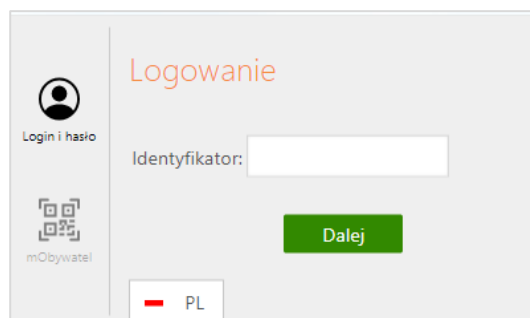 Logowanie
Login i hasło
Identyfikator:
Dalej
mObywatel
PL